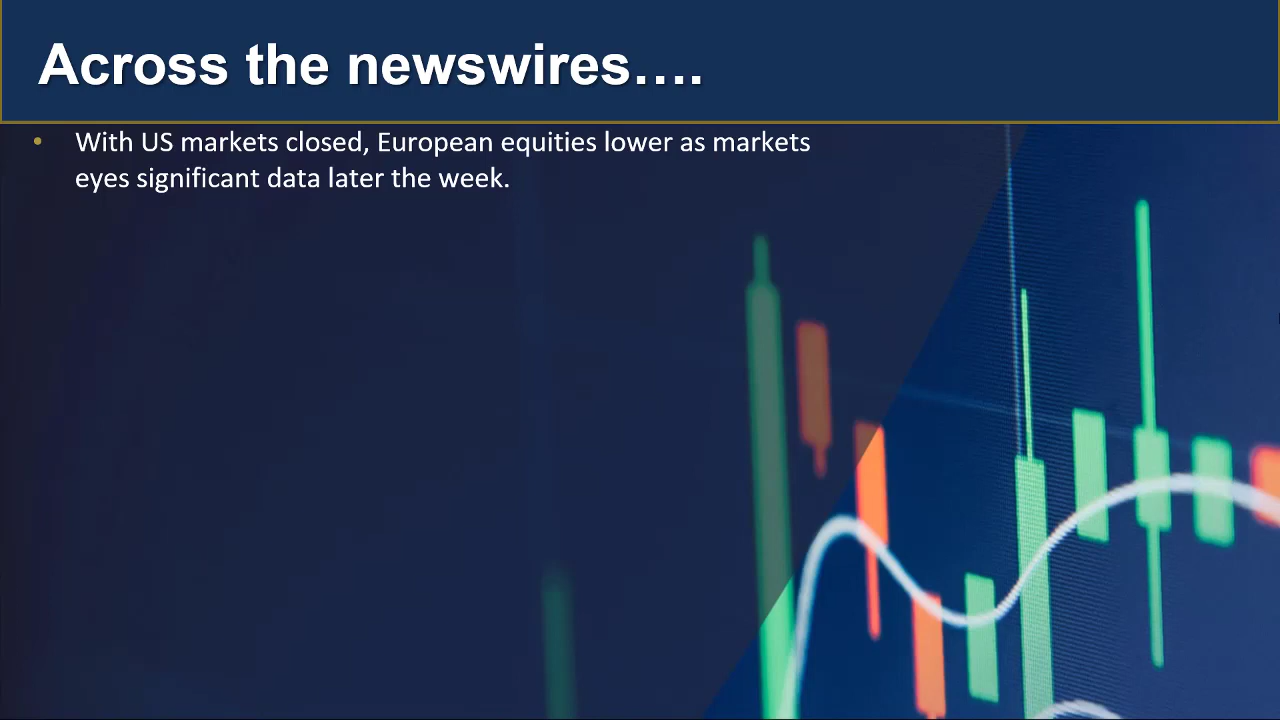 Across the newswires….
• With US markets closed, European equities lower as markets
eyes significant data later the week.